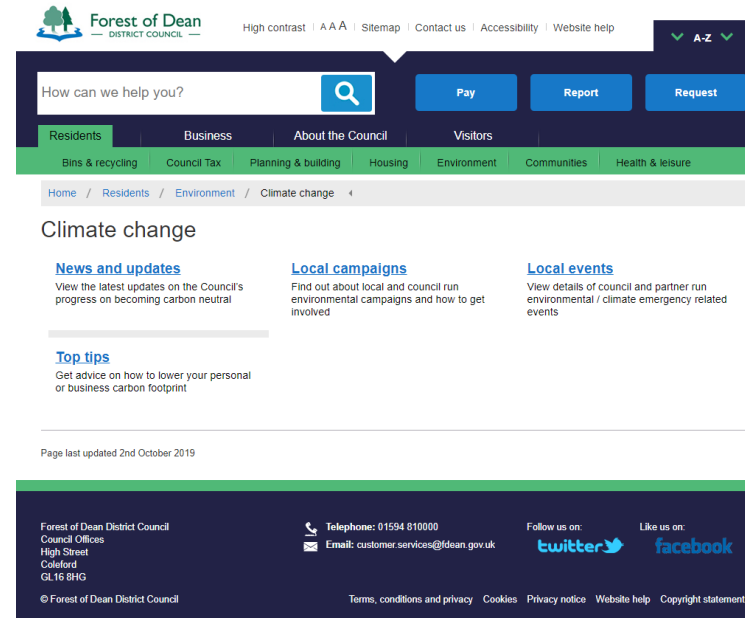 Forest of Dean
DISTRICT COUNCIL
High contrast A A A Sitemap Contact us Accessibility Website help
A-Z
How can we help you?
Pay Report Request
Residents Business About the Council Visitors
Bins & recycling Council Tax Planning & building Housing Environment Communities Health & leisure
Home / Residents / Environment / Climate change
Climate change
News and updates
View the latest updates on the Council's
progress on becoming carbon neutral
Local campaigns
Find out about local and council run
environmental campaigns and how to get
involved
Local events
View details of council and partner run
environmental / climate emergency related
events
Top tips
Get advice on how to lower your personal
or business carbon footprint
Page last updated 2nd October 2019
Forest of Dean District Council
Council Offices
High Street
Coleford
GL16 8HG
Telephone: 01594 810000
Email: customer.services@fdean.gov.uk
Follow us on:
twitter
Like us on:
facebook
© Forest of Dean District Council
Terms, conditions and privacy Cookies Privacy notice Website help Copyright statement